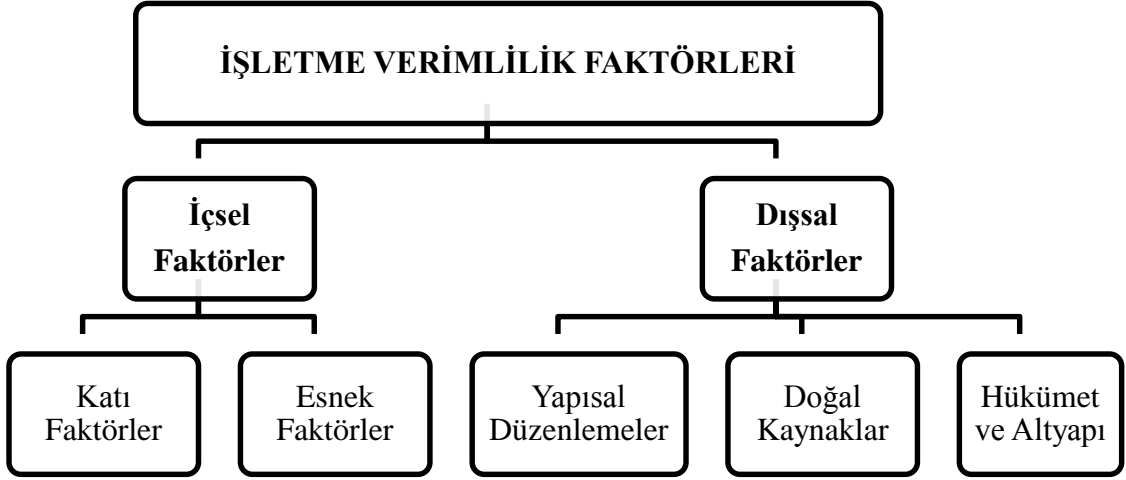 İŞLETME VERİMLİLİK FAKTÖRLERİ
İçsel
Faktörler
Dışsal
Faktörler
Katı
Faktörler
Esnek
Faktörler
Yapısal
Düzenlemeler
Doğal
Kaynaklar
Hükümet
ve Altyapı